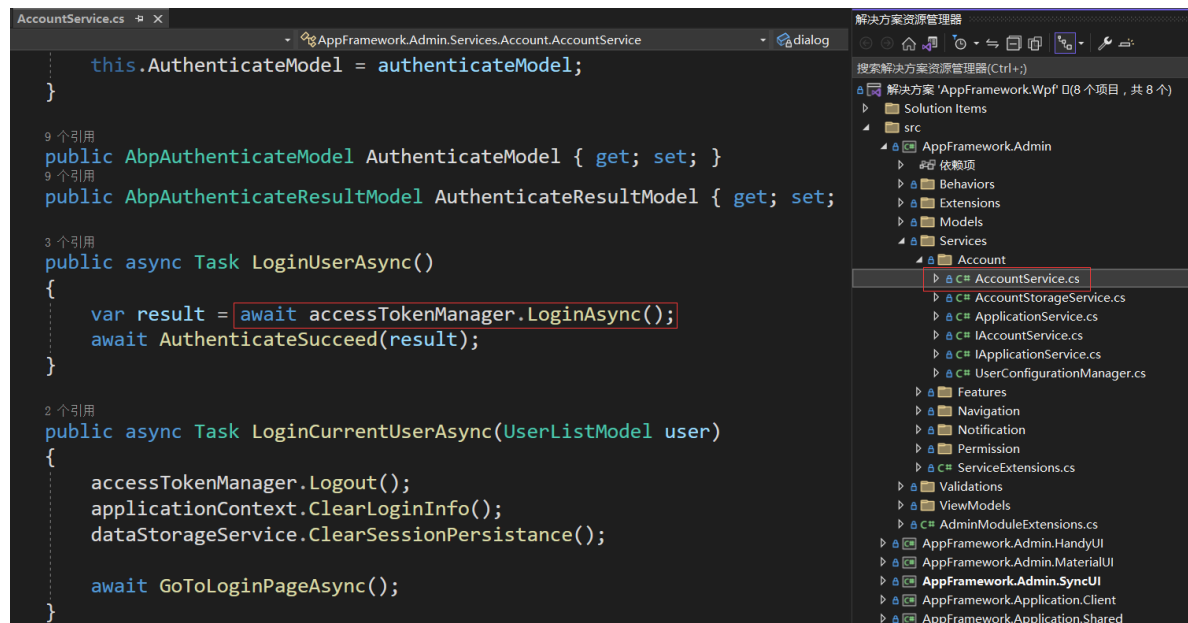 AccountService.cs
AppFramework.Admin.Services.Account.AccountService
dialog
this.AuthenticateModel = authenticateModel;
}
9 个引用
public AbpAuthenticateModel AuthenticateModel { get; set; }
9 个引用
public AbpAuthenticateResultModel AuthenticateResultModel { get; set;
3 个引用
public async Task LoginUserAsync()
{
var result = await accessTokenManager.LoginAsync();
await AuthenticateSucceed(result);
}
2 个引用
public async Task LoginCurrentUserAsync(UserListModel user)
{
accessTokenManager.Logout();
applicationContext.ClearLoginInfo();
dataStorageService.ClearSessionPersistance();
await GoToLoginPageAsync();
}
解决方案资源管理器
搜索解决方案资源管理器(Ctrl+;)
解决方案 'AppFramework.Wpf' (8 个项目，共 8 个)
Solution Items
src
C# AppFramework.Admin
依赖项
Behaviors
Extensions
Models
Services
Account
C# AccountService.cs
C# AccountStorageService.cs
C# ApplicationService.cs
C# IAccountService.cs
C# IApplicationService.cs
C# UserConfigurationManager.cs
Features
Navigation
Notification
Permission
C# ServiceExtensions.cs
Validations
ViewModels
C# AdminModuleExtensions.cs
C# AppFramework.Admin.HandyUI
C# AppFramework.Admin.MaterialUI
C# AppFramework.Admin.SyncUI
C# AppFramework.Application.Client
C# AppFramework.Application.Shared